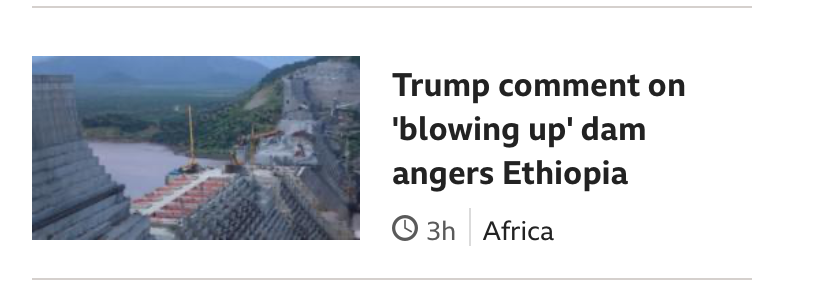 Trump comment on
'blowing up' dam
angers Ethiopia
3h | Africa